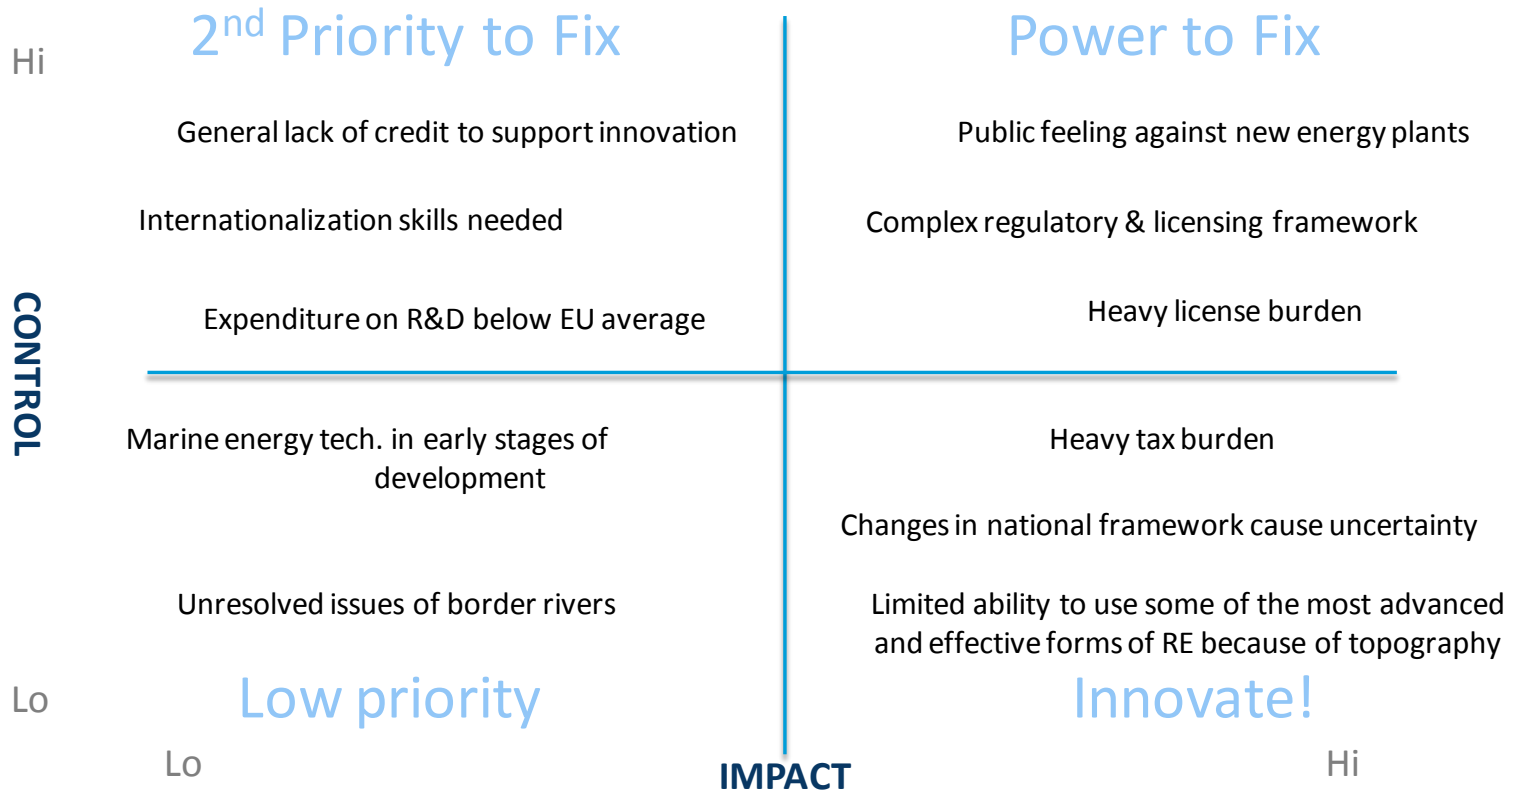 Hi
2nd Priority to Fix
Power to Fix
General lack of credit to support innovation
Public feeling against new energy plants
Internationalization skills needed
Complex regulatory & licensing framework
Expenditure on R&D below EU average
Heavy license burden
CONTROL
Marine energy tech. in early stages of
development
Heavy tax burden
Changes in national framework cause uncertainty
Unresolved issues of border rivers
Limited ability to use some of the most advanced
and effective forms of RE because of topography
Lo
Low priority
Innovate!
Lo
IMPACT
Hi